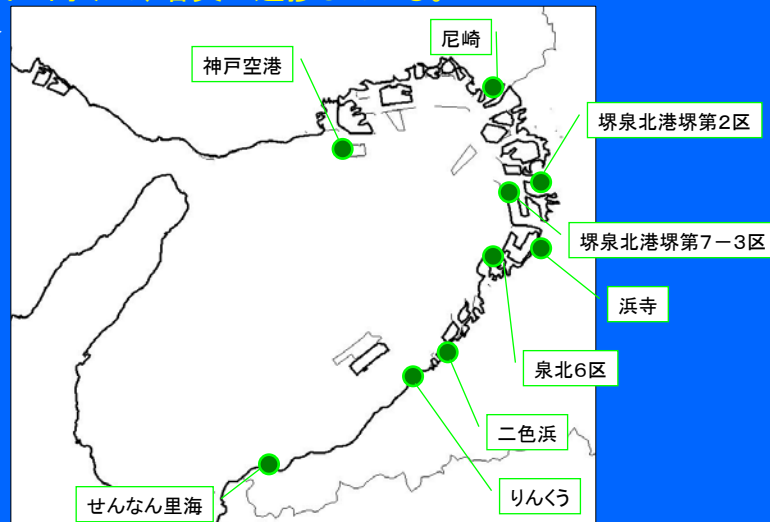 尼崎
神戸空港
堺泉北港堺第2区
堺泉北港堺第7－3区
浜寺
泉北6区
二色浜
りんくう
せんなん里海